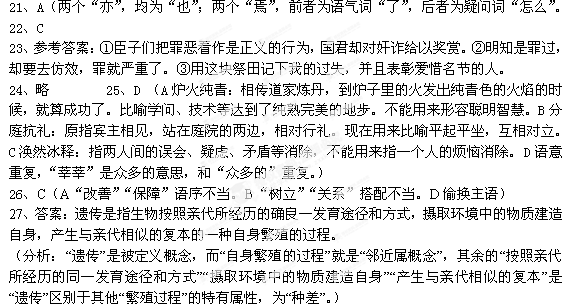 21、A（两个“亦”，均为“也”；两个“焉”，前者为语气词“了”，后者为疑问词“怎么”。
22、C
23、参考答案：①臣子们把罪恶看作是正义的行为，国君却对奸诈给以奖赏。②明知是罪过，
却要去仿效，罪就严重了。③用这块祭田记下我的过失，并且表彰爱惜名节的人。
24、略 25、D（A炉火纯青：相传道家炼丹，到炉子里的火发出纯青色的火焰的时
候，就算成功了。比喻学问、技术等达到了纯熟完美的地步。不能用来形容聪明智慧。B分
庭抗礼：原指宾主相见，站在庭院的两边，相对行礼。现在用来比喻平起平坐，互相对立。
C涣然冰释：指两人间的误会、疑虑、矛盾等消除，不能用来指一个人的烦恼消除。D语意
重复，“莘莘”是众多的意思，和“众多的”重复。）
26、C（A“改善”“保障”语序不当。B“树立”“关系”搭配不当。D偷换主语）
27、答案：遗传是指生物按照亲代所经历的确良一发育途径和方式，摄取环境中的物质建造
自身，产生与亲代相似的复本的一种自身繁殖的过程。
（分析：“遗传”是被定义概念，而“自身繁殖的过程”就是“邻近属概念”，其余的“按照亲代
所经历的同一发育途径和方式”“摄取环境中的物质建造自身”“产生与亲代相似的复本”是
“遗传”区别于其他“繁殖过程”的特有属性，为“种差”。）